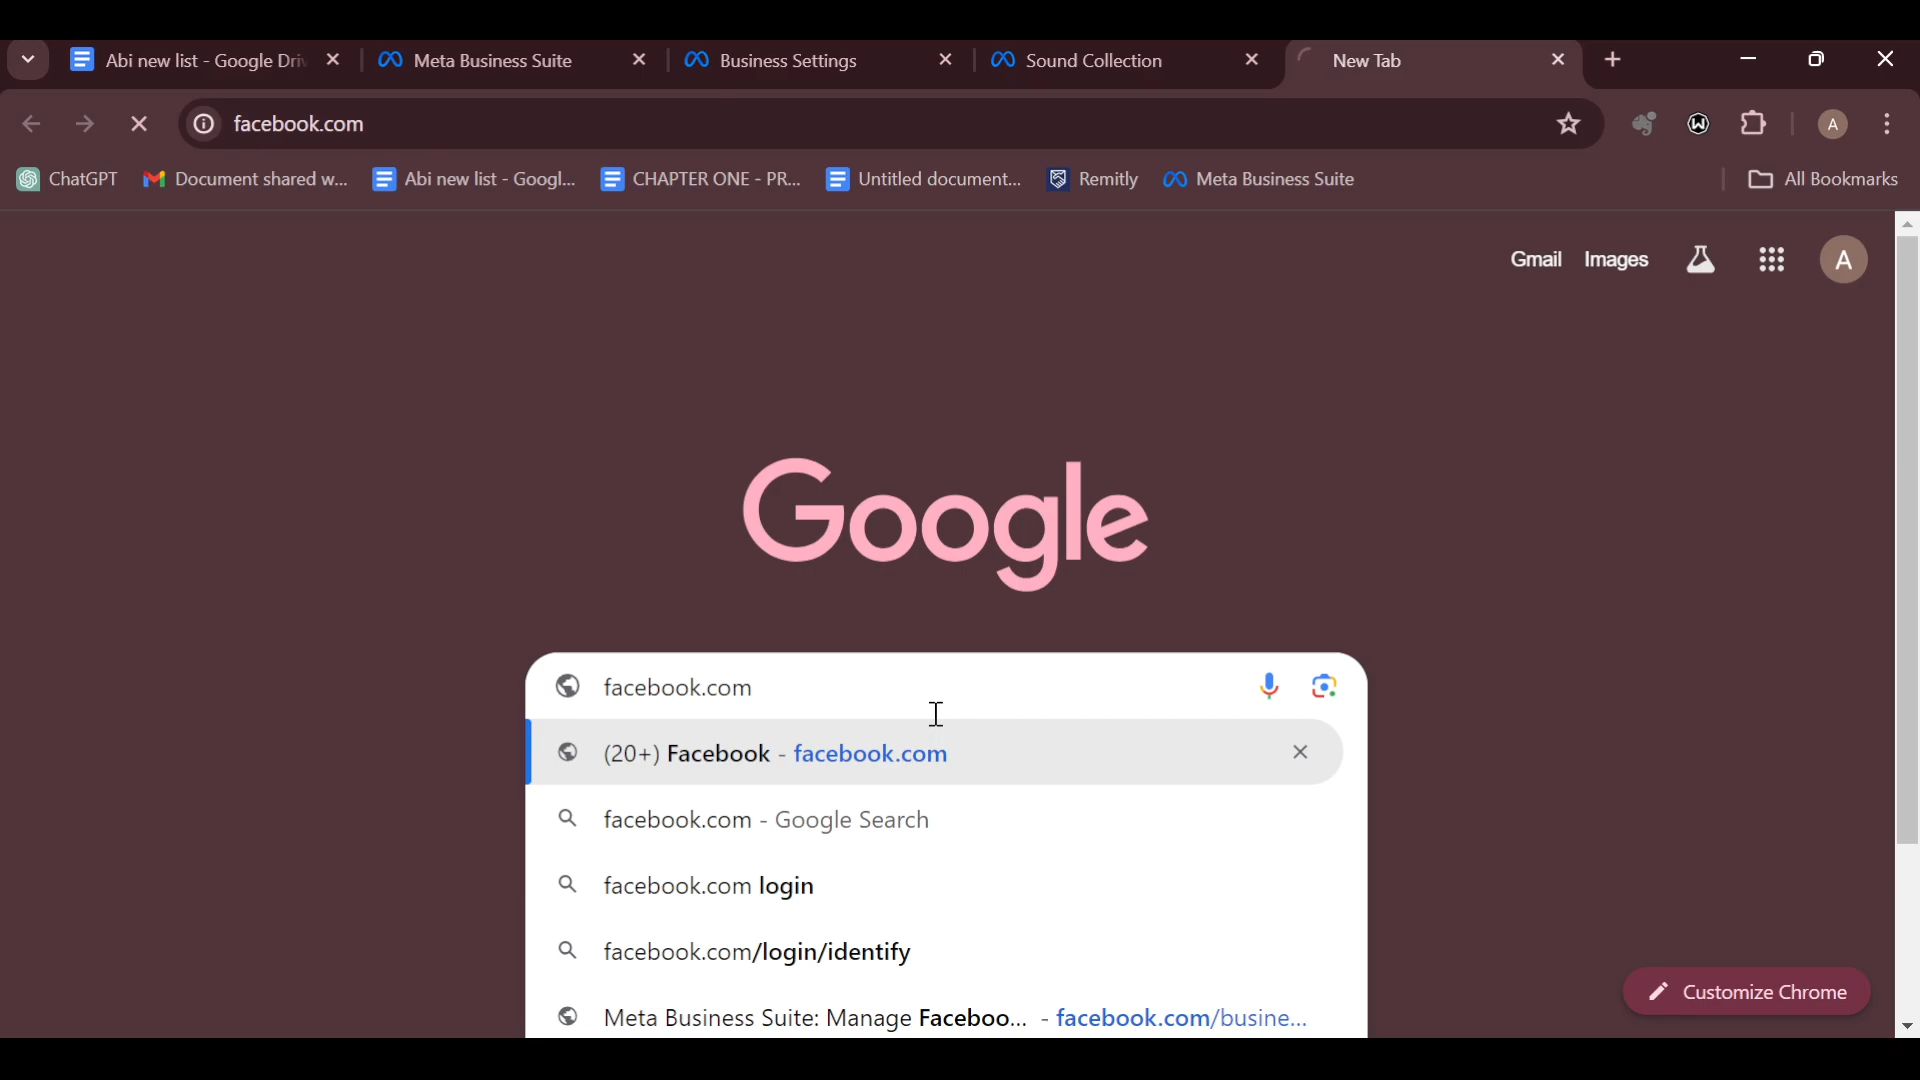 Abi new list - Google Driv
Meta Business Suite
Business Settings
Sound Collection
New Tab
facebook.com
A
ChatGPT
Document shared w...
Abi new list - Googl...
CHAPTER ONE - PR...
Untitled document...
Remitly
Meta Business Suite
All Bookmarks
Gmail
Images
A
Google
facebook.com
(20+) Facebook - facebook.com
facebook.com - Google Search
facebook.com login
facebook.com/login/identify
Meta Business Suite: Manage Faceboo... - facebook.com/busine...
Customize Chrome